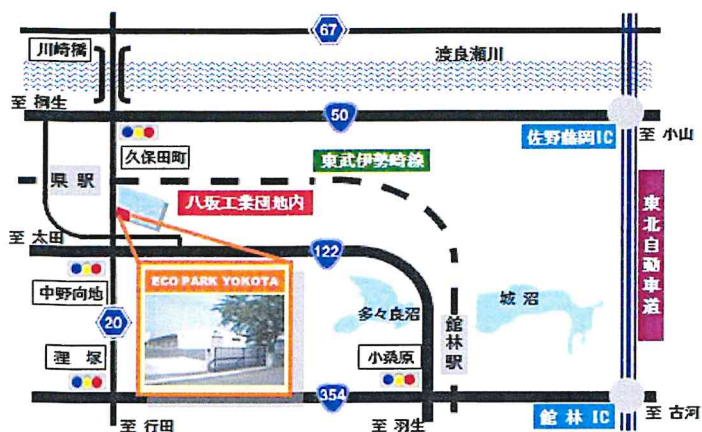 67
川崎橋
渡良瀬川
至 桐生
50
佐野藤岡IC
至 小山
久保田町
東武伊勢崎線
県 駅
八坂工業団地内
東北自動車道
至 太田
122
ECO PARK YOKOTA
中野向地
20
多々良沼
城沼
館林駅
狸 塚
小桑原
354
館 林 IC
至 古河
至 行田
至 羽生